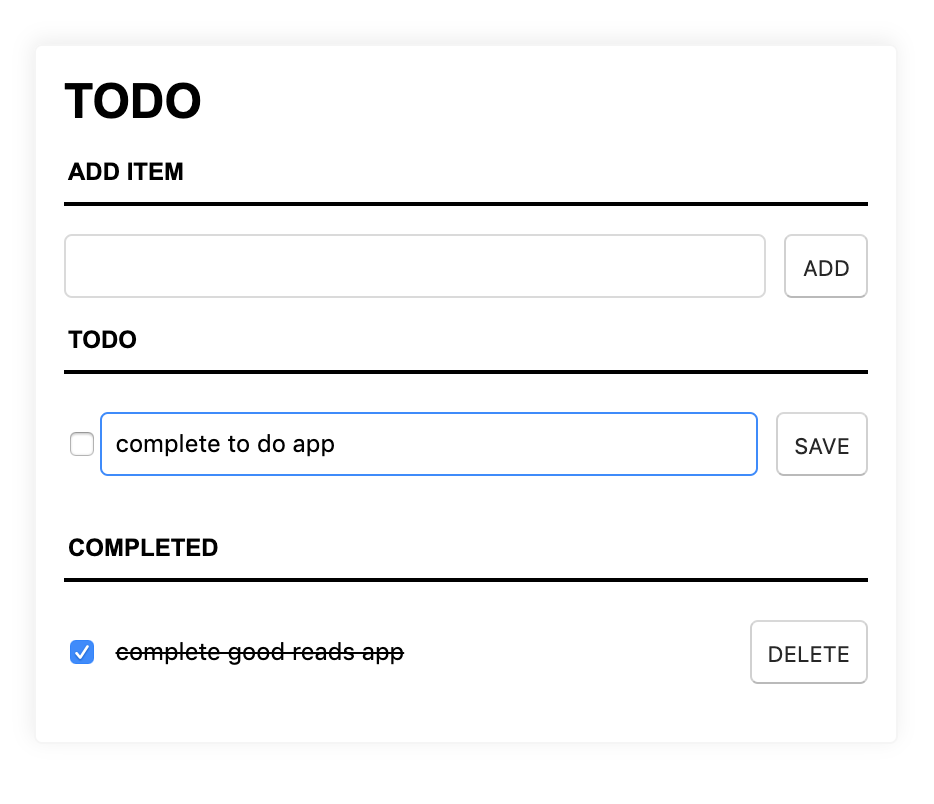 TODO
ADD ITEM
ADD
TODO
complete to do app SAVE
COMPLETED
complete good reads app DELETE